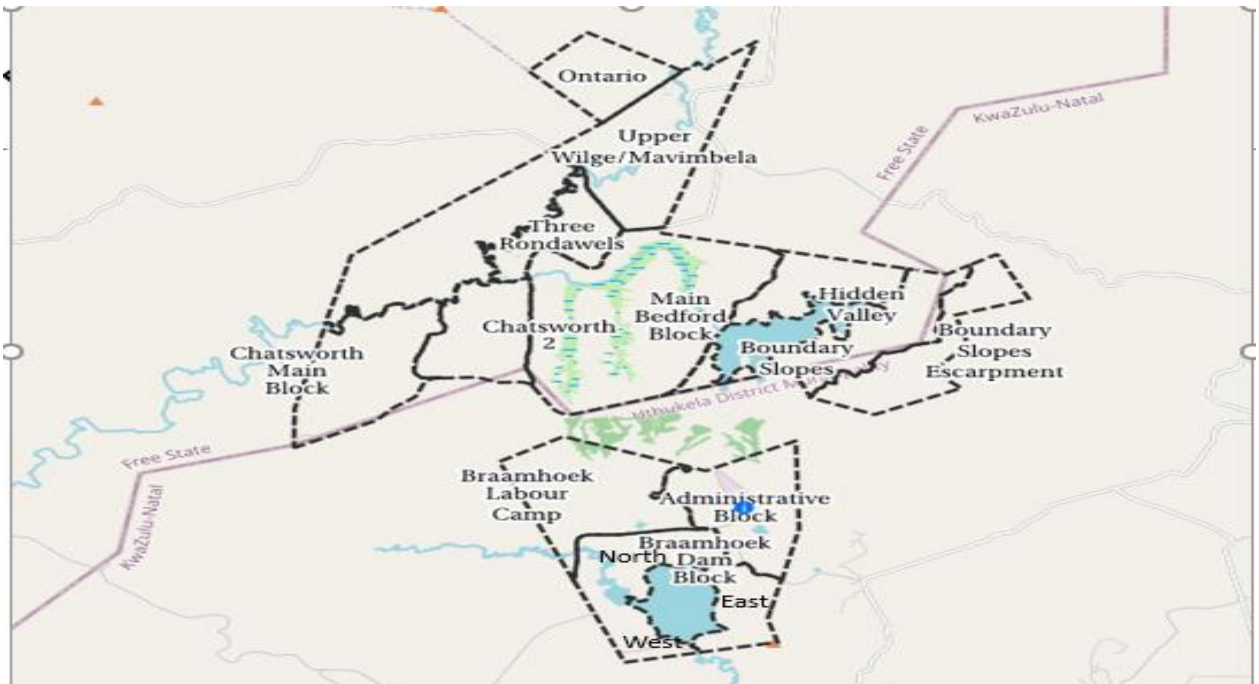 Ontario
KwaZulu-Natal
Free State
Upper
Wilge/Mavimbela
Three
Rondawels
Hidden
Valley
Main
Bedford
Block
Chatsworth
2
Boundary
Slopes
Boundary
Slopes
Escarpment
Chatsworth
Main
Block
Uthukela District
Free State
KwaZulu-Natal
Braamhoek
Labour
Camp
Administrative
Block
Braamhoek
Dam
Block
North
East
West